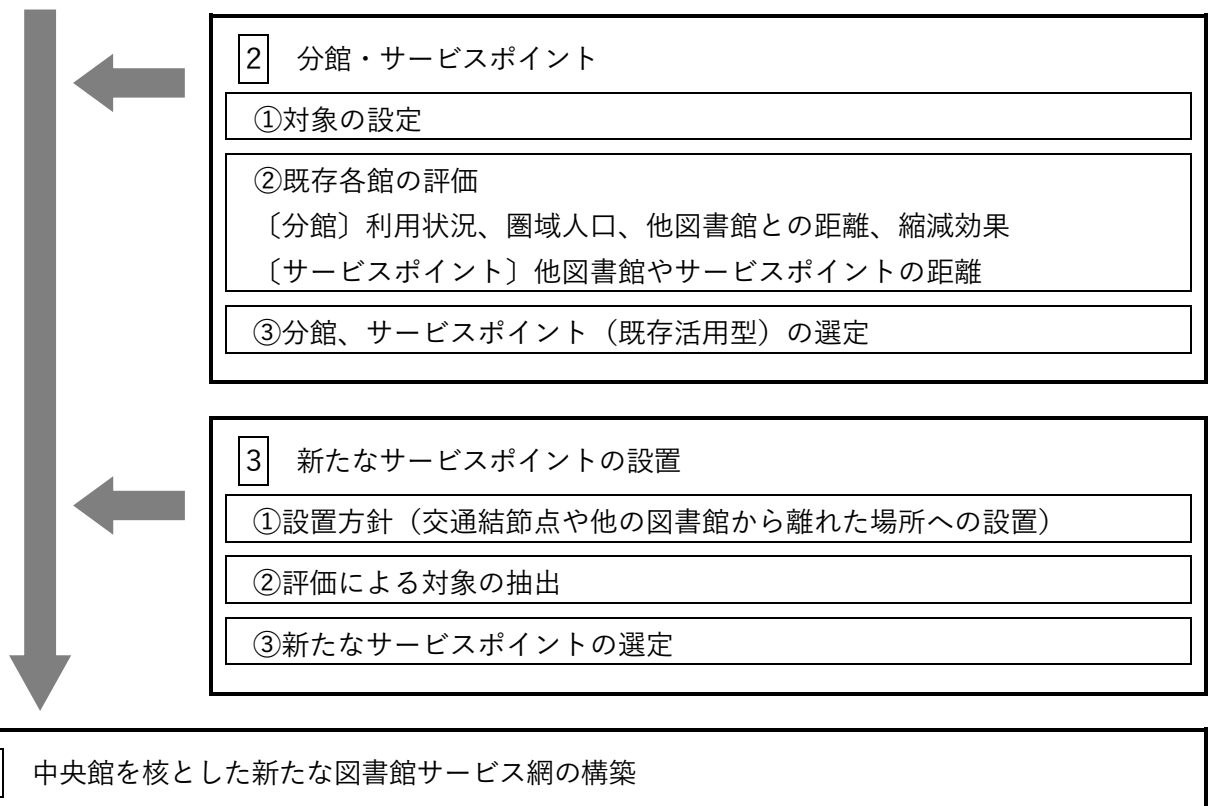 2 分館・サービスポイント
①対象の設定
②既存各館の評価
〔分館〕利用状況、圏域人口、他図書館との距離、縮減効果
〔サービスポイント〕他図書館やサービスポイントの距離
③分館、サービスポイント（既存活用型）の選定
3 新たなサービスポイントの設置
①設置方針（交通結節点や他の図書館から離れた場所への設置）
②評価による対象の抽出
③新たなサービスポイントの選定
中央館を核とした新たな図書館サービス網の構築